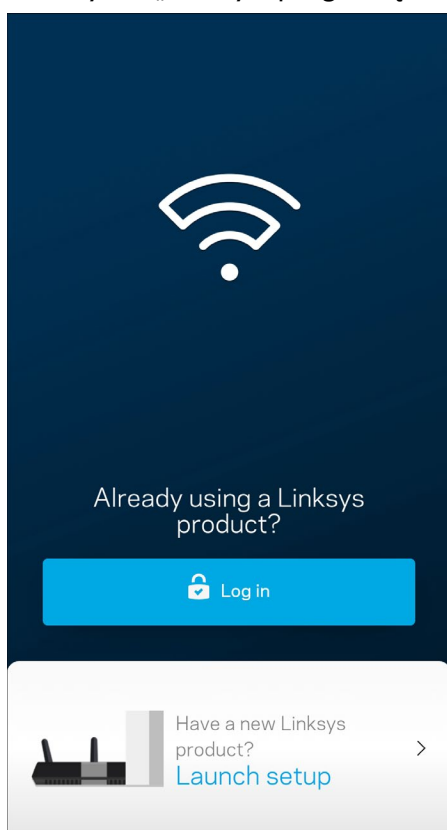 Already using a Linksys
product?
Log in
Have a new Linksys
product?
Launch setup